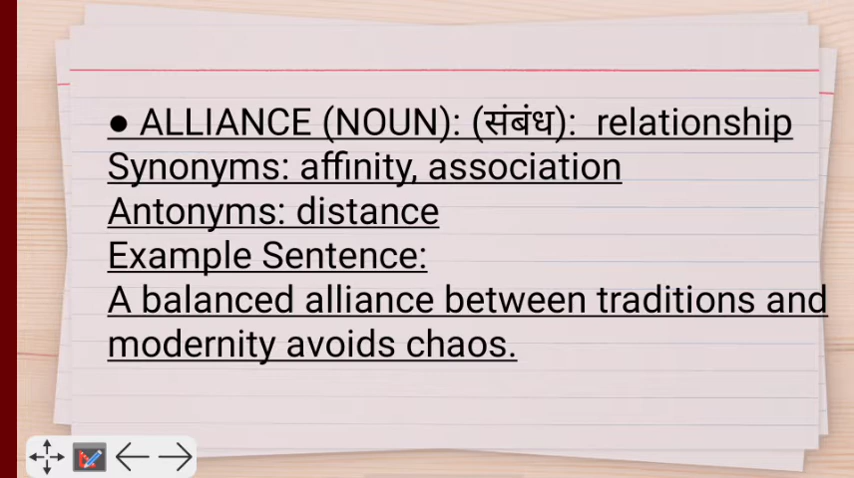 ● ALLIANCE (NOUN): (संबंध): relationship
Synonyms: affinity, association
Antonyms: distance
Example Sentence:
A balanced alliance between traditions and
modernity avoids chaos.